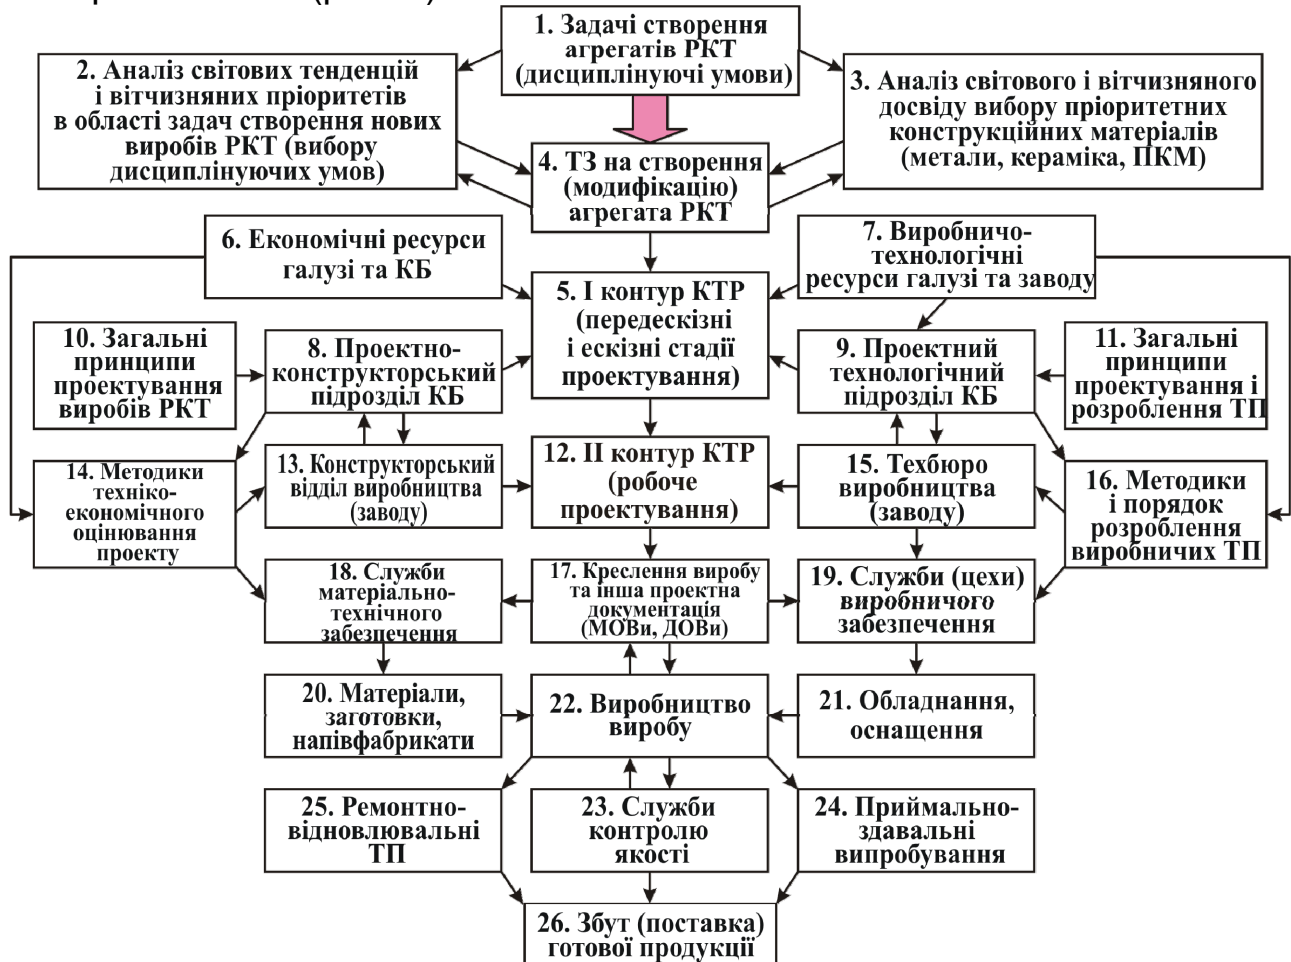 1. Задачі створення
агрегатів РКТ
(дисциплінуючі умови)
2. Аналіз світових тенденцій
і вітчизняних пріоритетів
в області задач створення нових
виробів РКТ (вибору
дисциплінуючих умов)
3. Аналіз світового і вітчизняного
досвіду вибору пріоритетних
конструкційних матеріалів
(метали, кераміка, ПКМ)
4. ТЗ на створення
(модифікацію)
агрегата РКТ
6. Економічні ресурси
галузі та КБ
7. Виробничо-
технологічні
ресурси галузі та заводу
5. І контур КТР
(передескізні
і ескізні стадії
проектування)
10. Загальні
принципи
проектування
виробів РКТ
8. Проектно-
конструкторський
підрозділ КБ
9. Проектний
технологічний
підрозділ КБ
11. Загальні
принципи
проектування і
розроблення ТП
14. Методики
техніко-
економічного
оцінювання
проекту
13. Конструкторський
відділ виробництва
(заводу)
12. ІІ контур КТР
(робоче
проектування)
15. Техбюро
виробництва
(заводу)
16. Методики
і порядок
розроблення
виробничих ТП
18. Служби
матеріально-
технічного
забезпечення
17. Креслення виробу
та інша проектна
документація
(МОВи, ДОВи)
19. Служби (цехи)
виробничого
забезпечення
20. Матеріали,
заготовки,
напівфабрикати
22. Виробництво
виробу
21. Обладнання,
оснащення
25. Ремонтно-
відновлювальні
ТП
23. Служби
контролю
якості
24. Приймально-
здавальні
випробування
26. Збут (поставка)
готової продукції